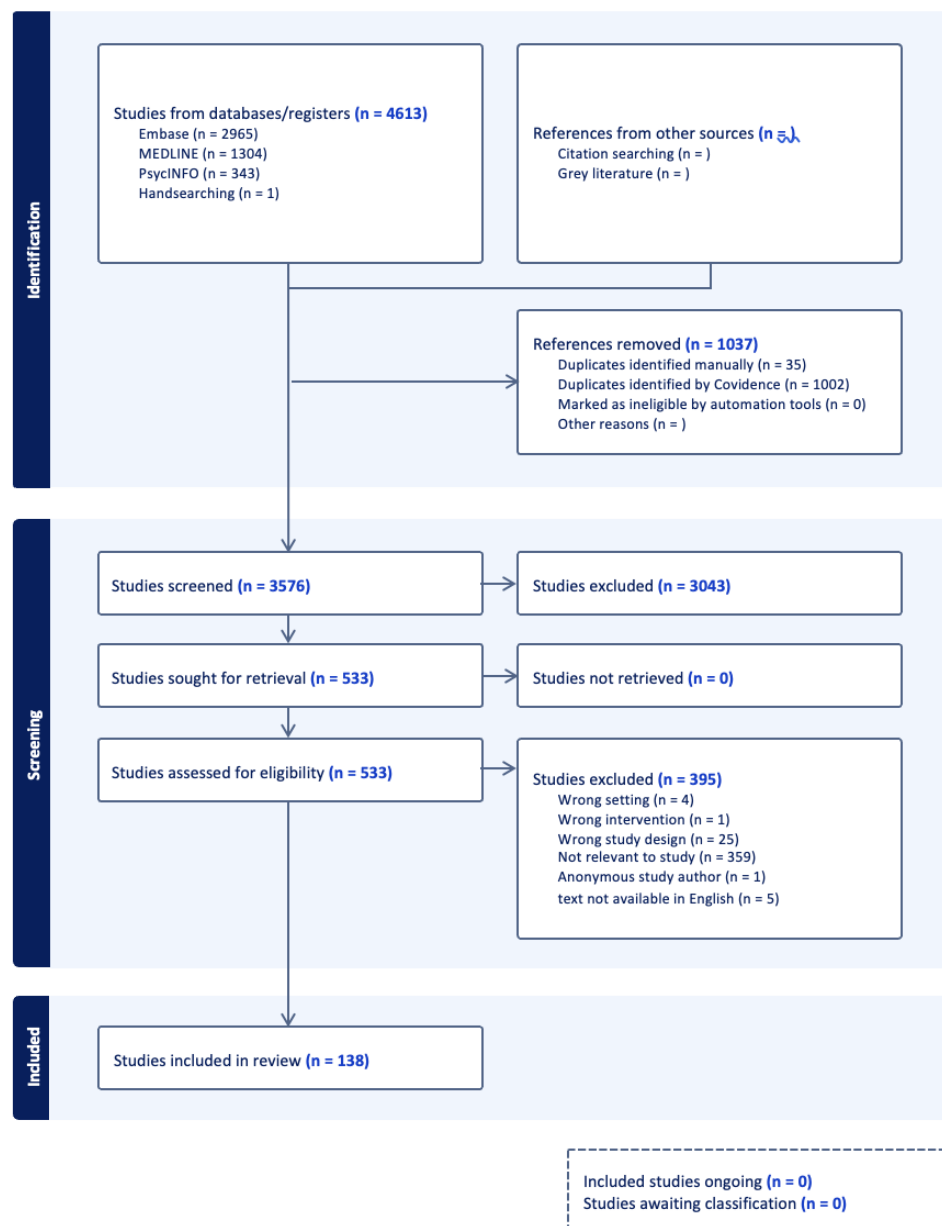 Identification
Studies from databases/registers (n = 4613)
Embase (n = 2965)
MEDLINE (n = 1304)
PsycINFO (n = 343)
Handsearching (n = 1)
References from other sources (n = )
Citation searching (n = )
Grey literature (n = )
References removed (n = 1037)
Duplicates identified manually (n = 35)
Duplicates identified by Covidence (n = 1002)
Marked as ineligible by automation tools (n = 0)
Other reasons (n = )
Screening
Studies screened (n = 3576)
Studies excluded (n = 3043)
Studies sought for retrieval (n = 533)
Studies not retrieved (n = 0)
Studies assessed for eligibility (n = 533)
Studies excluded (n = 395)
Wrong setting (n = 4)
Wrong intervention (n = 1)
Wrong study design (n = 25)
Not relevant to study (n = 359)
Anonymous study author (n = 1)
text not available in English (n = 5)
Included
Studies included in review (n = 138)
Included studies ongoing (n = 0)
Studies awaiting classification (n = 0)